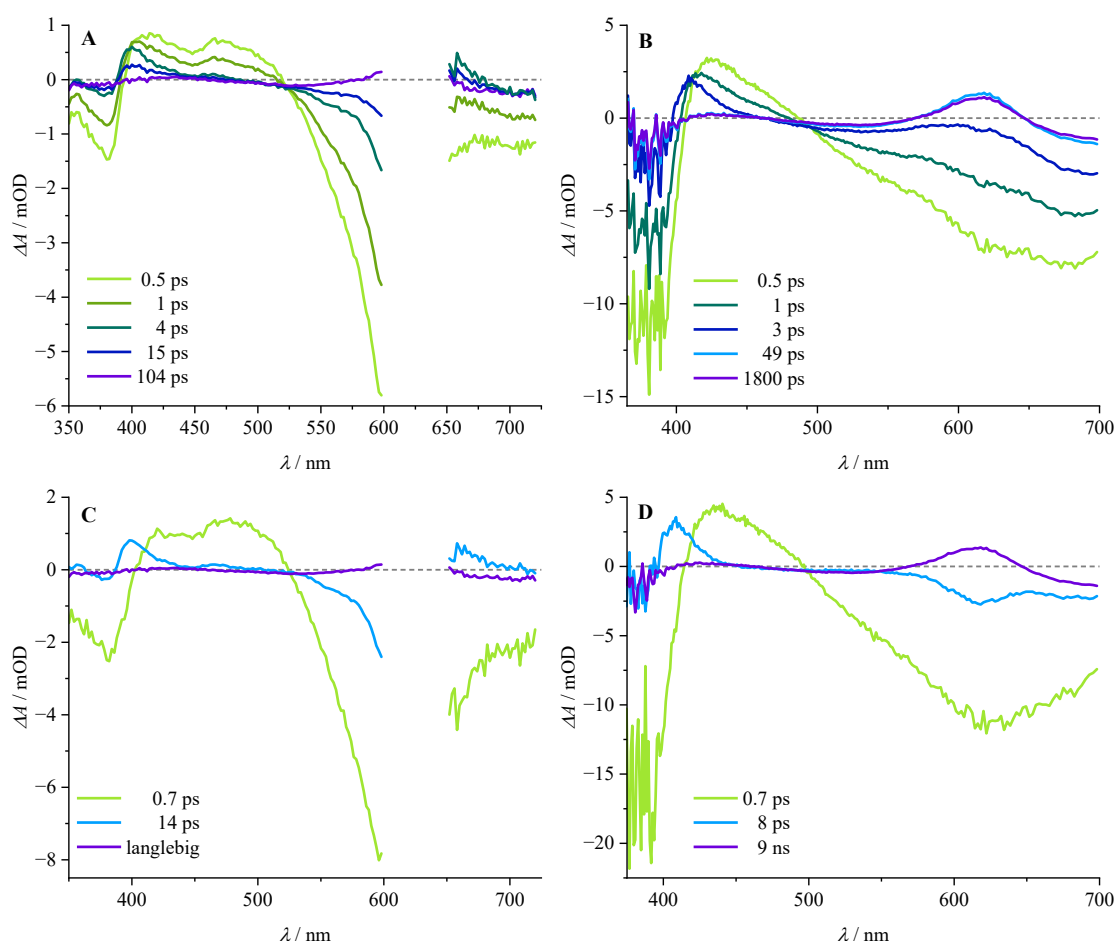 A
1
0
−1
−2
−3
−4
−5
−6
ΔA / mOD
0.5 ps
1 ps
4 ps
15 ps
104 ps
350 400 450 500 550 600 650 700
λ / nm
B
5
0
−5
−10
−15
ΔA / mOD
0.5 ps
1 ps
3 ps
49 ps
1800 ps
400 500 600 700
λ / nm
C
2
0
−2
−4
−6
−8
ΔA / mOD
0.7 ps
14 ps
langlebig
400 500 600 700
λ / nm
D
5
0
−5
−10
−15
−20
ΔA / mOD
0.7 ps
8 ps
9 ns
400 500 600 700
λ / nm